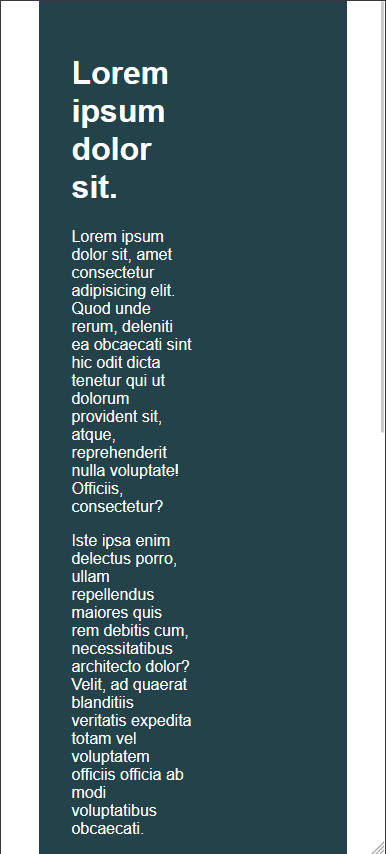 Lorem
ipsum
dolor
sit.
Lorem ipsum
dolor sit, amet
consectetur
adipisicing elit.
Quod unde
rerum, deleniti
ea obcaecati sint
hic odit dicta
tenetur qui ut
dolorum
provident sit,
atque,
reprehenderit
nulla voluptate!
Officiis,
consectetur?
Iste ipsa enim
delectus porro,
ullam
repellendus
maiores quis
rem debitis cum,
necessitatibus
architecto dolor?
Velit, ad quaerat
blanditiis
veritatis expedita
totam vel
voluptatem
officiis officia ab
modi
voluptatibus
obcaecati.